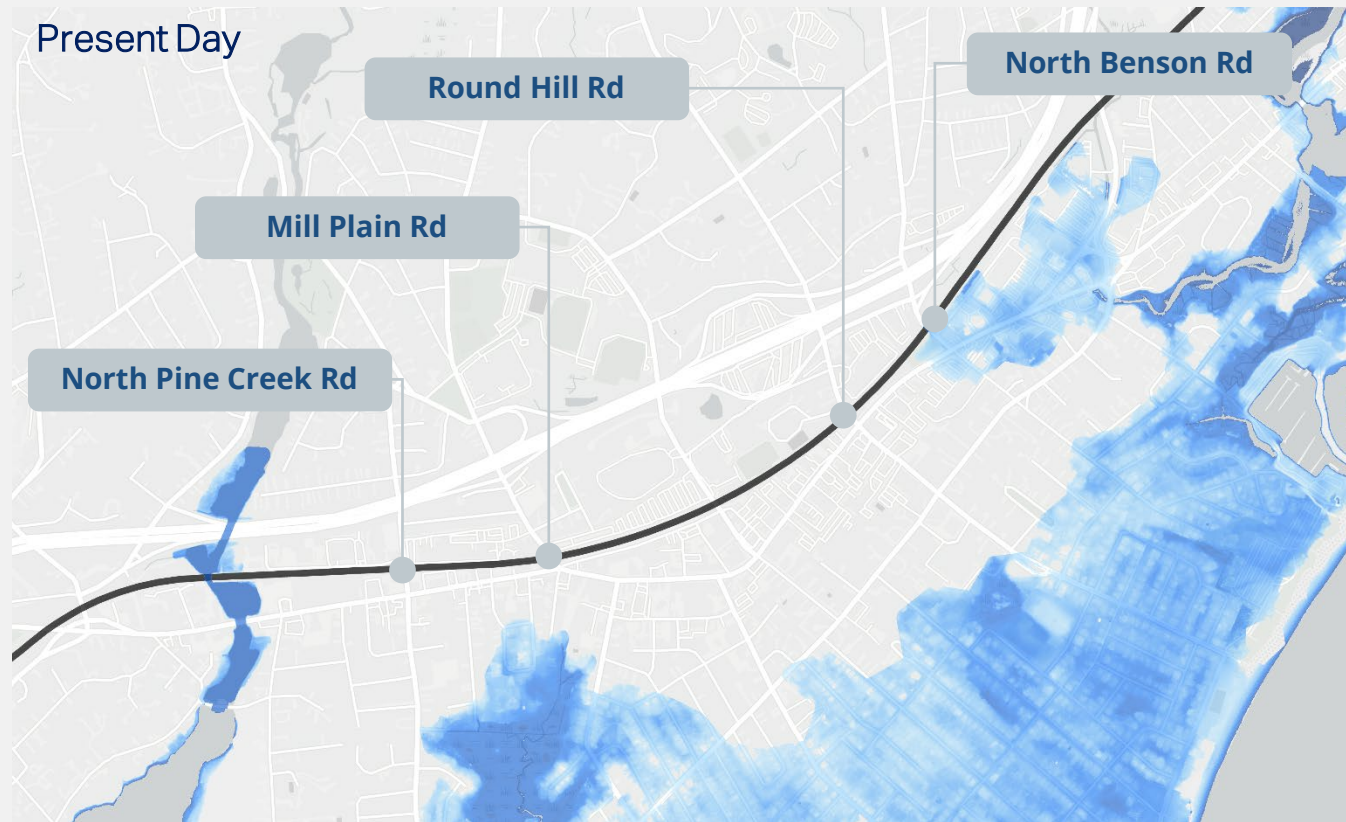 Present Day
North Benson Rd
Round Hill Rd
Mill Plain Rd
North Pine Creek Rd